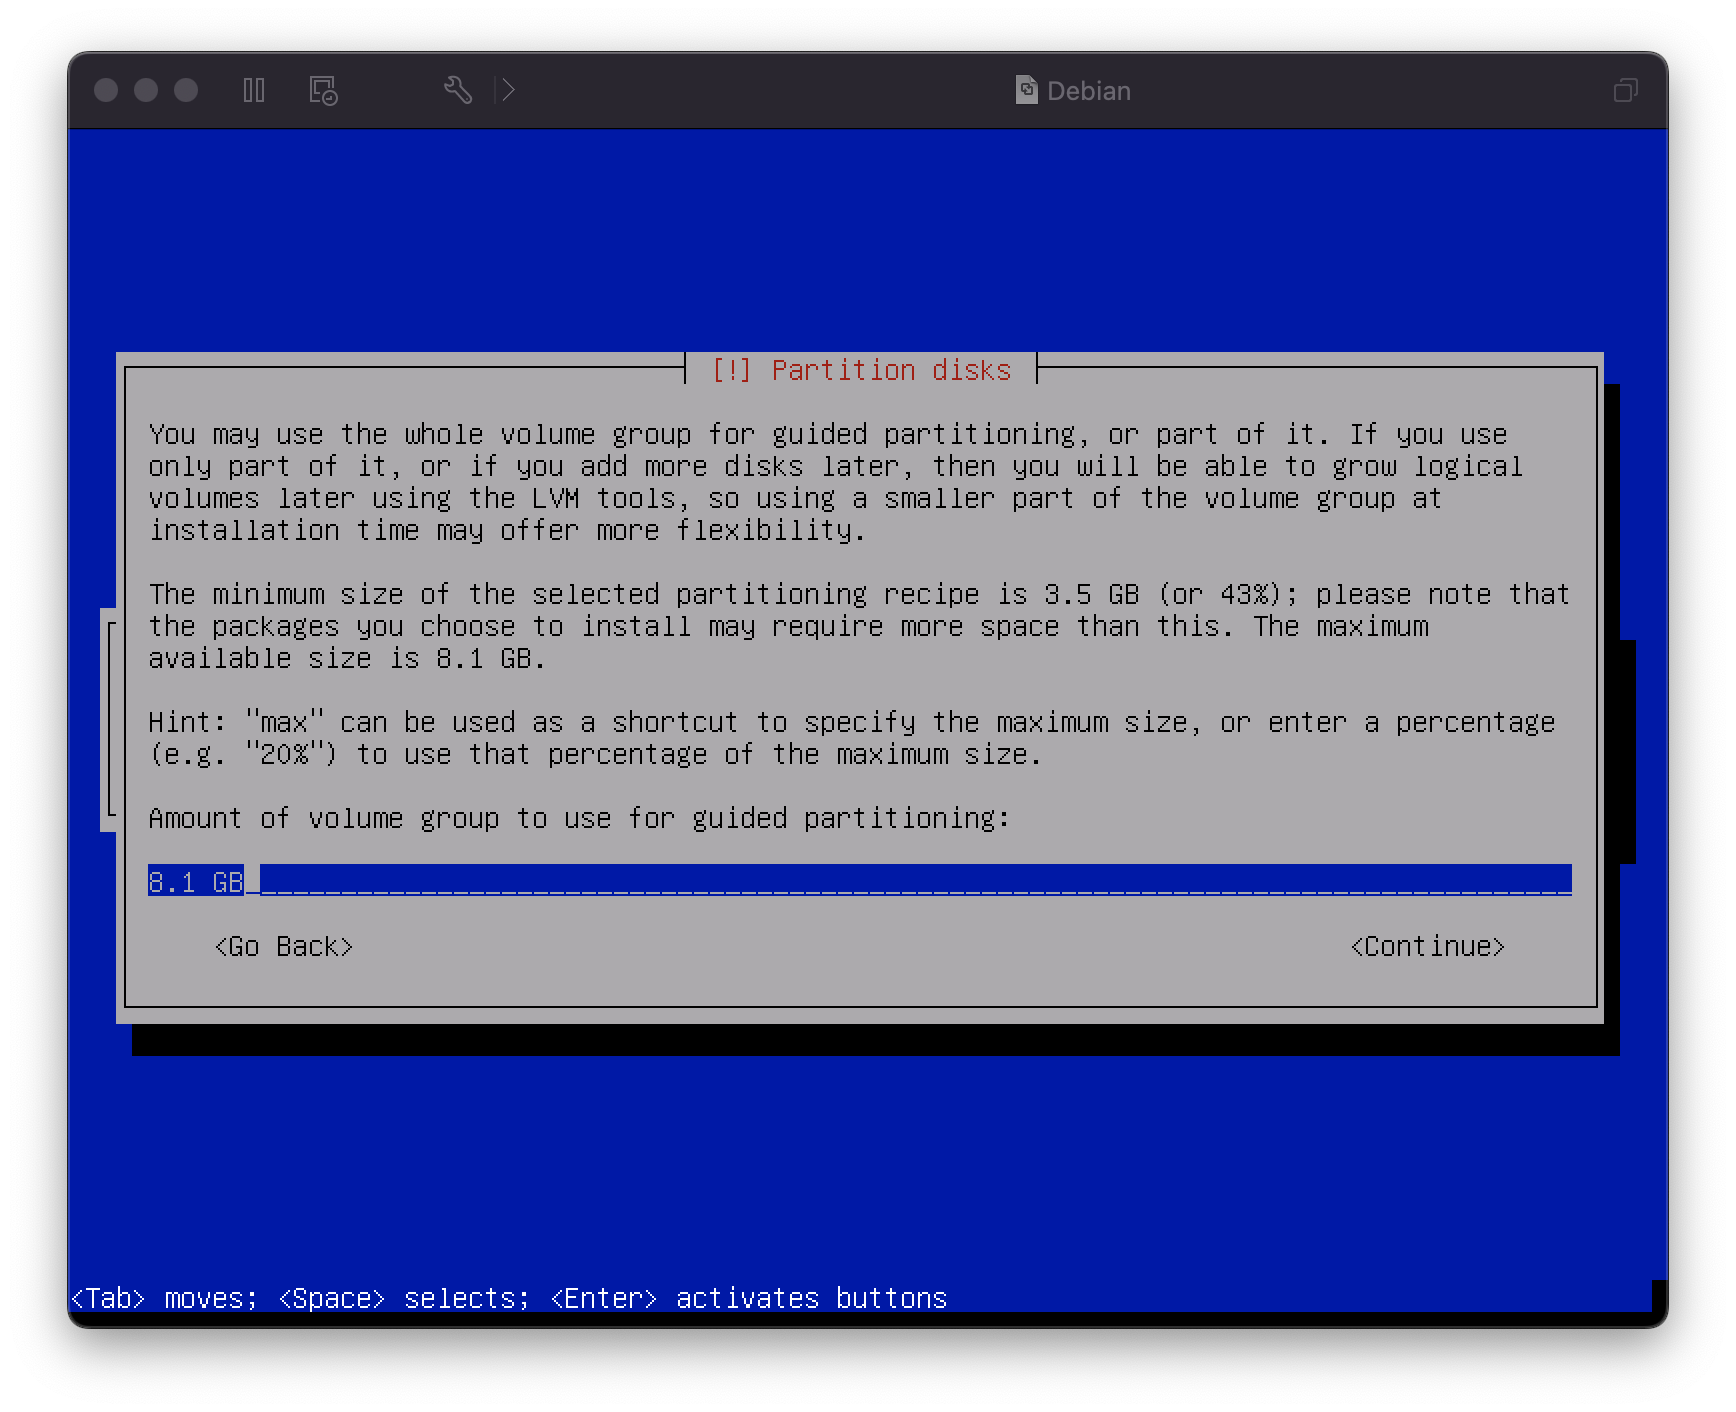 Debian
[!] Partition disks
You may use the whole volume group for guided partitioning, or part of it. If you use
only part of it, or if you add more disks later, then you will be able to grow logical
volumes later using the LVM tools, so using a smaller part of the volume group at
installation time may offer more flexibility.
The minimum size of the selected partitioning recipe is 3.5 GB (or 43%); please note that
the packages you choose to install may require more space than this. The maximum
available size is 8.1 GB.
Hint: "max" can be used as a shortcut to specify the maximum size, or enter a percentage
(e.g. "20%") to use that percentage of the maximum size.
Amount of volume group to use for guided partitioning:
8.1 GB
<Go Back> <Continue>
<Tab> moves; <Space> selects; <Enter> activates buttons